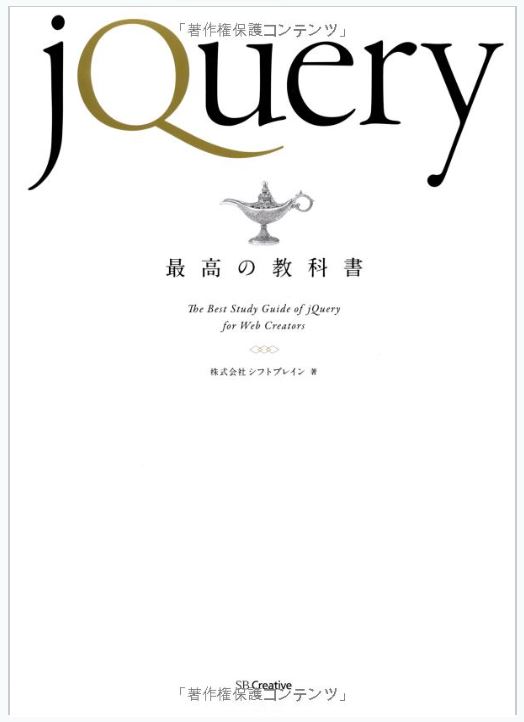 「著作権保護コンテンツ」
jQuery
最高の教科書
The Best Study Guide of jQuery
for Web Creators
株式会社シフトブレイン 著
SB Creative
「著作権保護コンテンツ」